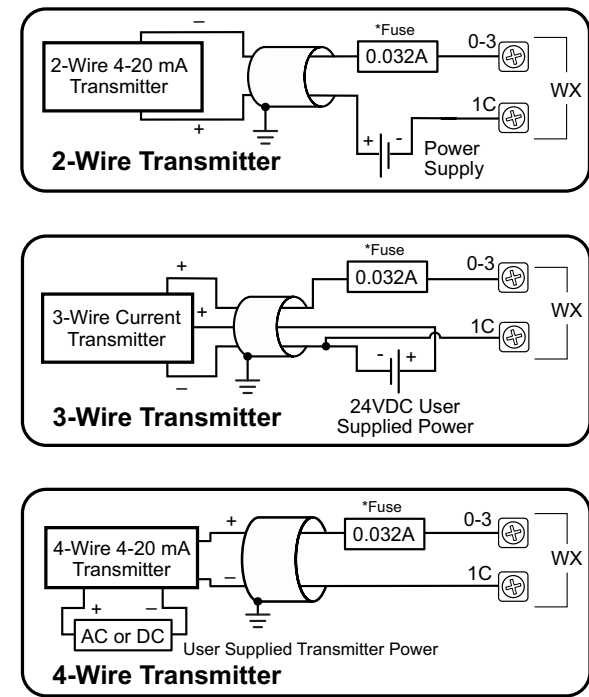 –
*Fuse
0-3
2-Wire 4-20 mA
Transmitter
0.032A
WX
1C
+
+ -
Power
Supply
2-Wire Transmitter
*Fuse
+
0-3
0.032A
3-Wire Current
Transmitter
+
WX
1C
- +
–
24VDC User
Supplied Power
3-Wire Transmitter
*Fuse
+
0-3
0.032A
4-Wire 4-20 mA
Transmitter
WX
–
1C
+ –
AC or DC
User Supplied Transmitter Power
4-Wire Transmitter